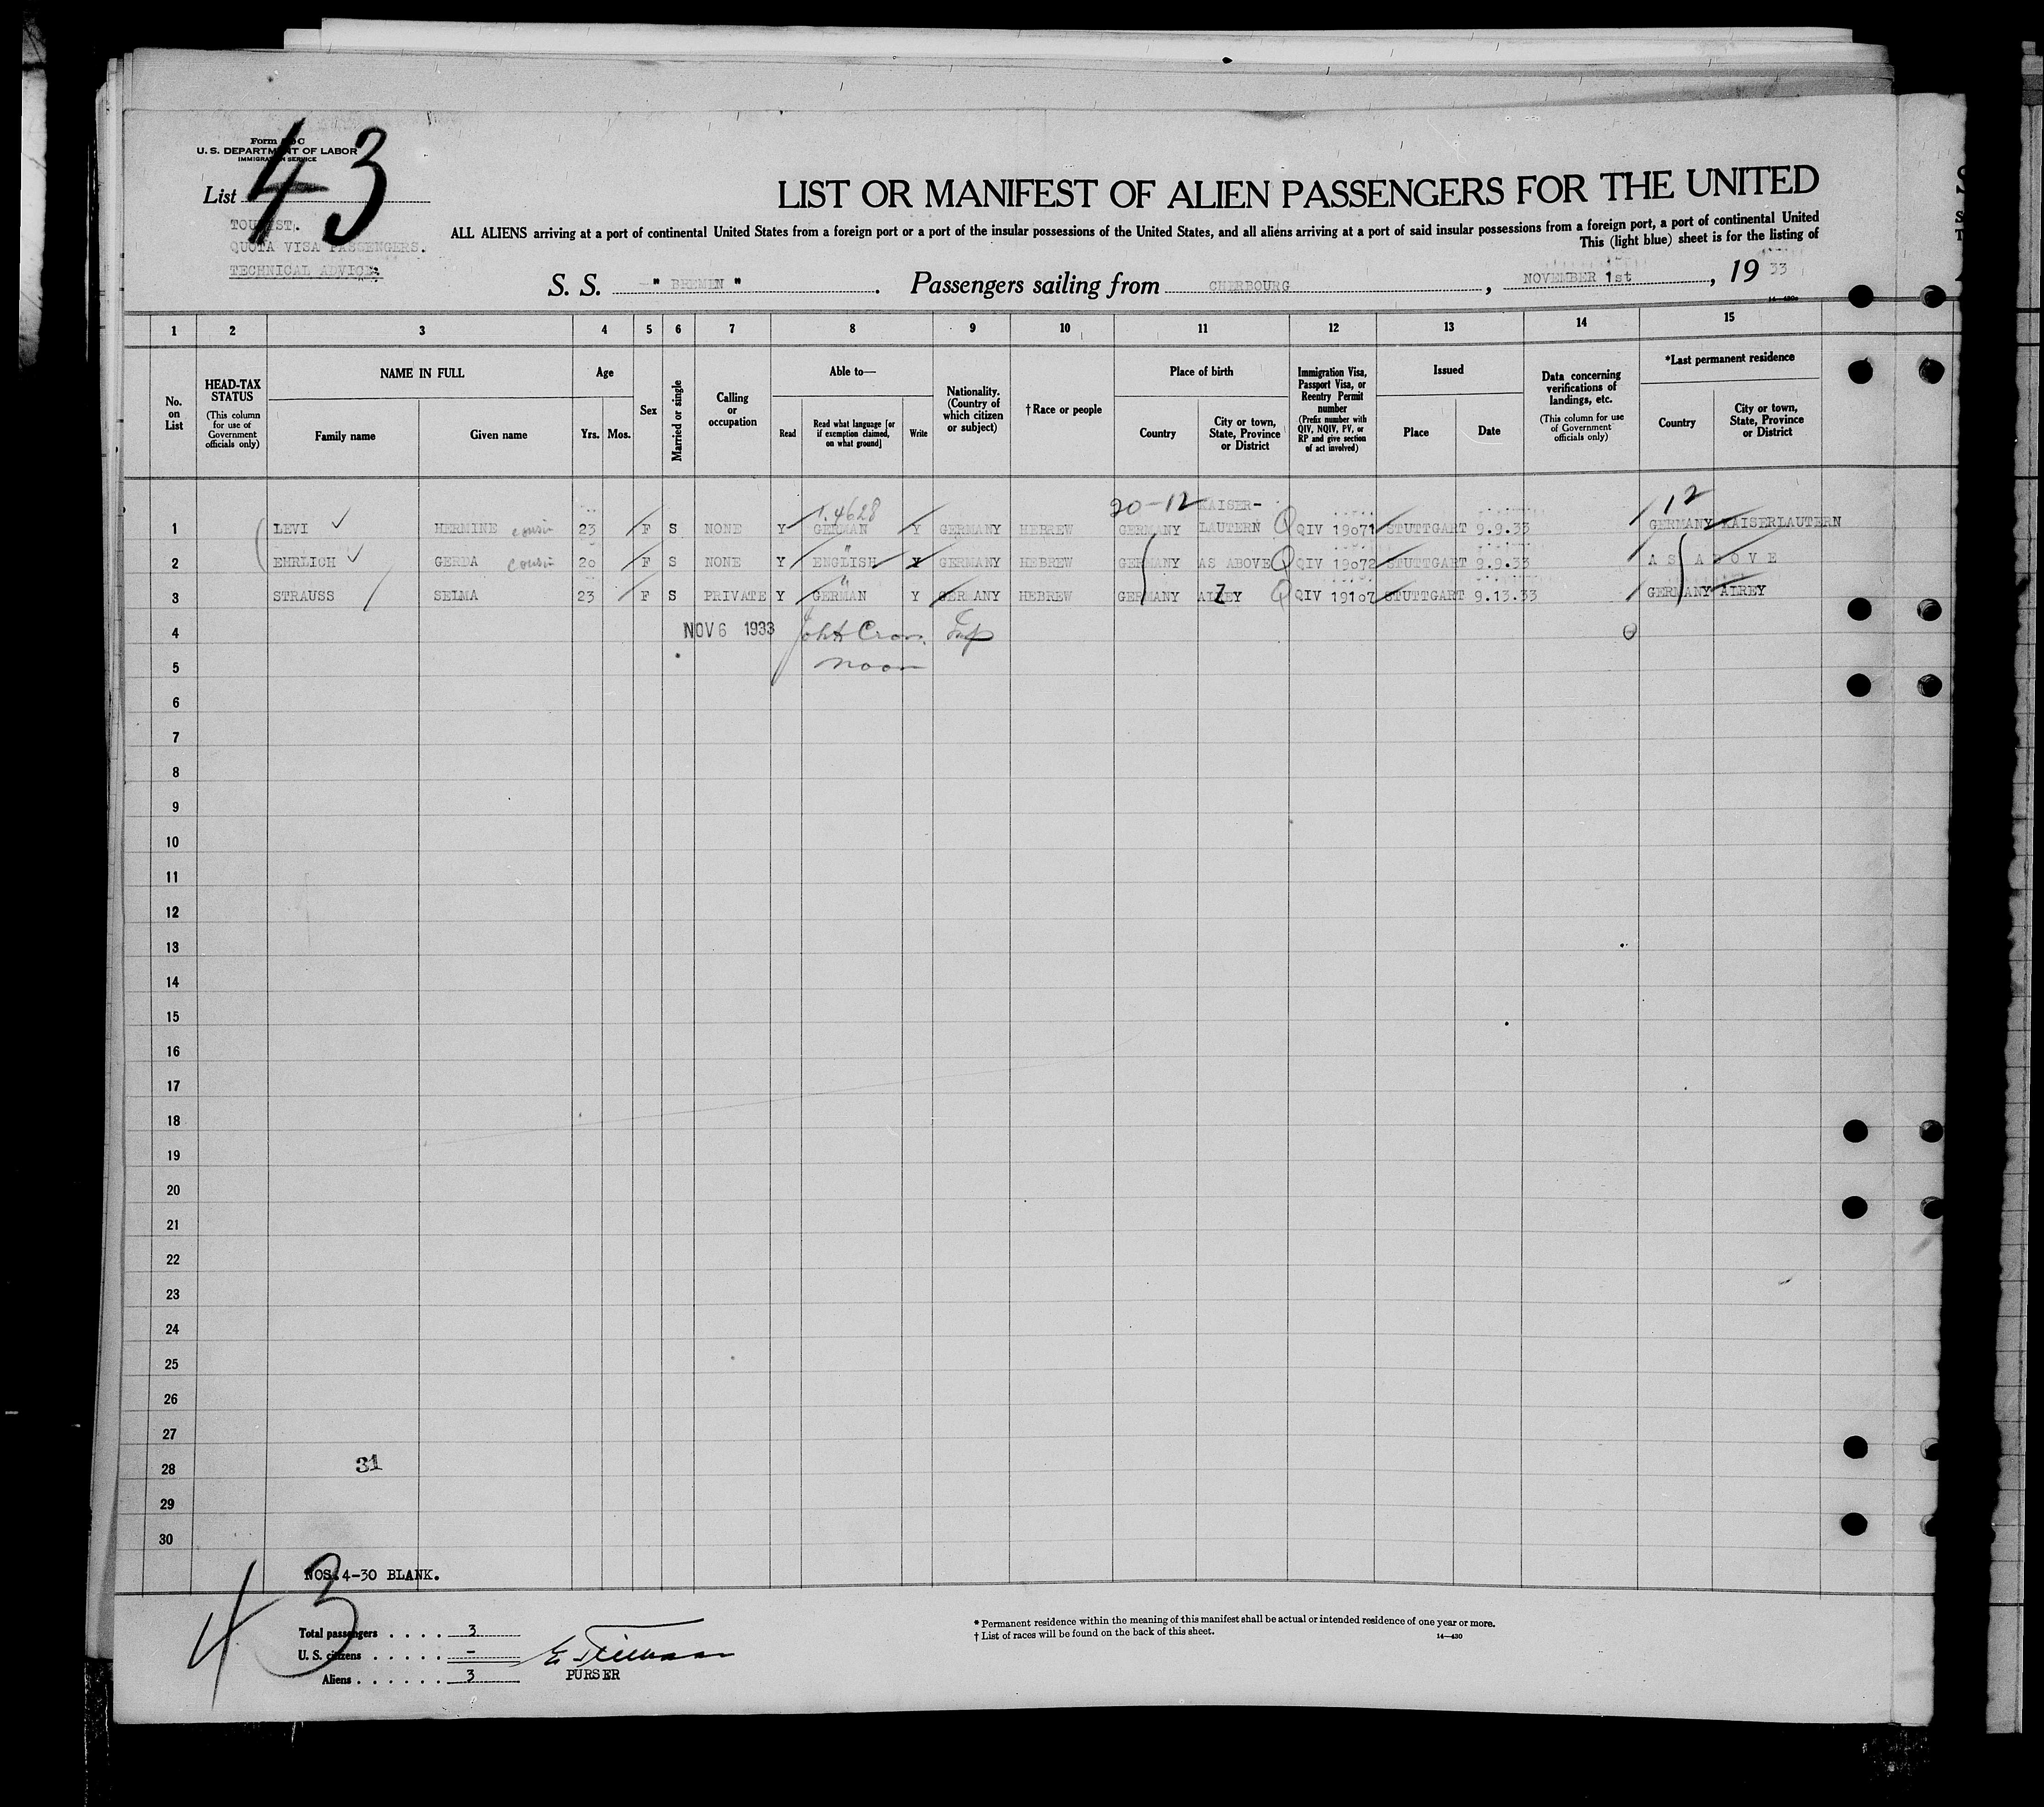 Form C
U. S. DEPARTMENT OF LABOR
IMMIGRATION SERVICE
List 43
TOURIST.
QUOTA VISA PASSENGERS.
TECHNICAL ADVICE:
LIST OR MANIFEST OF ALIEN PASSENGERS FOR THE UNITED
ALL ALIENS arriving at a port of continental United States from a foreign port or a port of the insular possessions of the United States, and all aliens arriving at a port of said insular possessions from a foreign port, a port of continental United
This (light blue) sheet is for the listing of
S. S. " BREMEN " . Passengers sailing from CHERBOURG , NOVEMBER 1st , 19 33
14—430a
1 2 3 4 5 6 7 8 9 10 11 12 13 14 15
No. on List
HEAD-TAX STATUS (This column for use of Government officials only)
NAME IN FULL Family name Given name
Age Yrs. Mos.
Sex
Married or single
Calling or occupation
Able to— Read Read what language [or if exemption claimed, on what ground] Write
Nationality. (Country of which citizen or subject)
†Race or people
Place of birth Country City or town, State, Province or District
Immigration Visa, Passport Visa, or Reentry Permit number (Prefix number with QIV, NQIV, PV, or RP and give section of act involved)
Issued Place Date
Data concerning verifications of landings, etc. (This column for use of Government officials only)
*Last permanent residence Country City or town, State, Province or District
1.4628 20-12 KAISER- 12
1 LEVI HERMINE cousin 23 F S NONE Y GERMAN Y GERMANY HEBREW GERMANY LAUTERN Q QIV 19071 STUTTGART 9.9.33 GERMANY KAISERLAUTERN
2 EHRLICH GERDA cousin 20 F S NONE Y ENGLISH Y GERMANY HEBREW GERMANY AS ABOVE Q QIV 19072 STUTTGART 9.9.33 A S A B O V E
3 STRAUSS SELMA 23 F S PRIVATE Y GERMAN Y GERMANY HEBREW GERMANY ALZEY Q QIV 19107 STUTTGART 9.13.33 GERMANY ALREY
4 NOV 6 1933 Insp
5 noon
6
7
8
9
10
11
12
13
14
15
16
17
18
19
20
21
22
23
24
25
26
27
28 31
29
30
NOS.4-30 BLANK.
43
Total passengers . . . . 3
U. S. citizens . . . . . –
Aliens . . . . . . 3
PURSER
* Permanent residence within the meaning of this manifest shall be actual or intended residence of one year or more.
† List of races will be found on the back of this sheet.
14—430